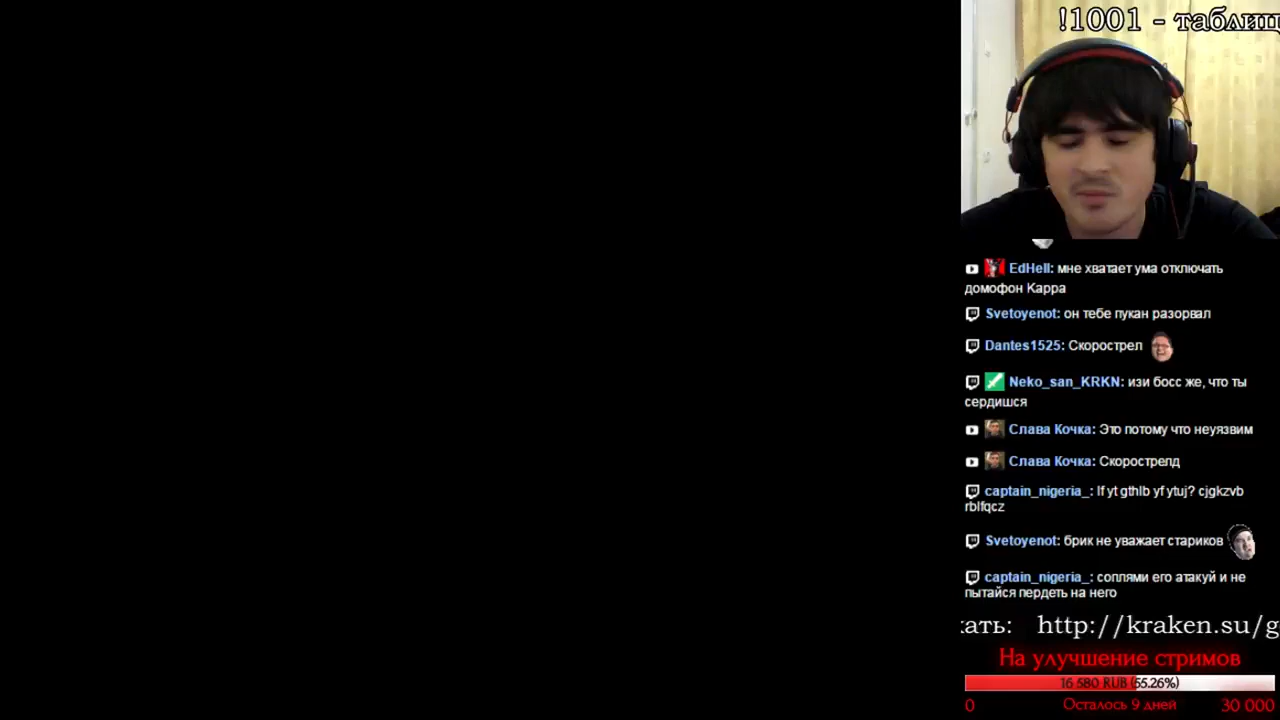 !1001 - таблиц
EdHell: мне хватает ума отключать
домофон Kappa
Svetoyenot: он тебе пукан разорвал
Dantes1525: Скорострел
Neko_san_KRKN: изи босс же, что ты
сердишся
Слава Кочка: Это потому что неуязвим
Слава Кочка: Скорострелд
captain_nigeria_: lf yt gthlb yf ytuj? cjgkzvb
rblfqcz
Svetoyenot: брик не уважает стариков
captain_nigeria_: соплями его атакуй и не
пытайся пердеть на него
кать: http://kraken.su/g
На улучшение стримов
16 580 RUB (55.26%)
0 Осталось 9 дней 30 000